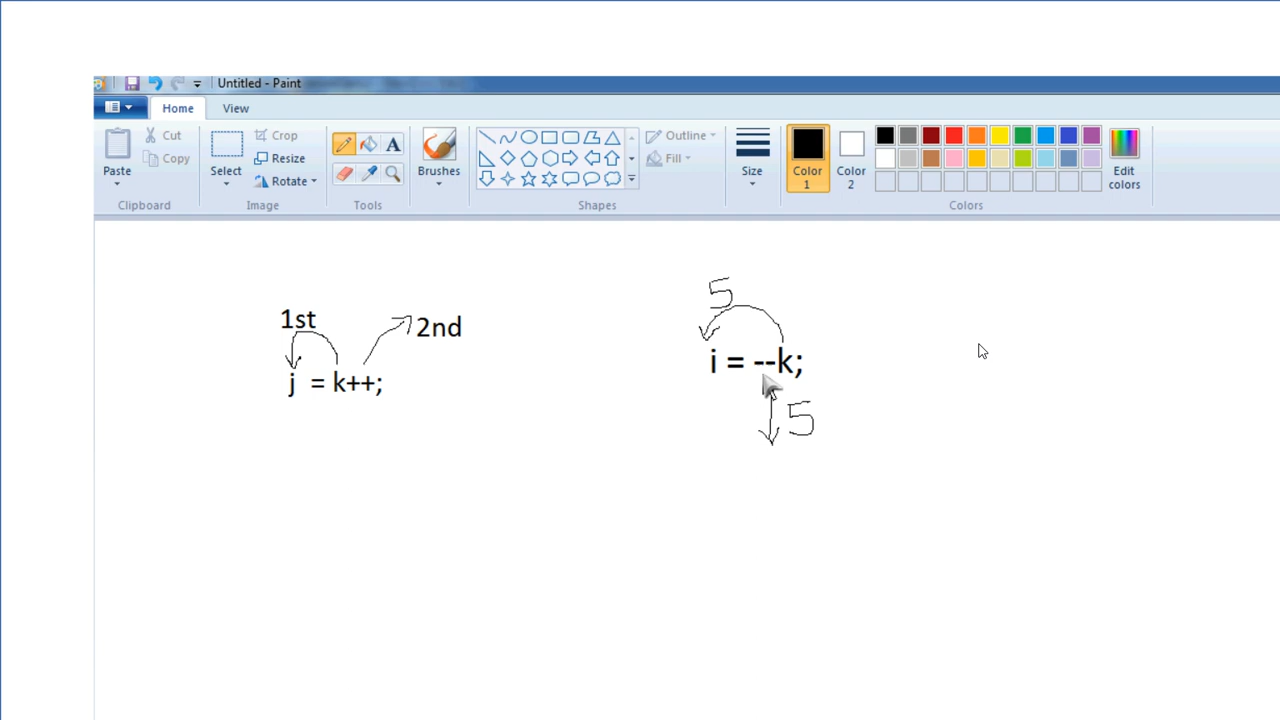 Untitled - Paint
Home View
Paste
Cut
Copy
Clipboard
Select
Crop
Resize
Rotate
Image
A
Tools
Brushes
Shapes
Outline
Fill
Size
Color 1
Color 2
Edit colors
Colors
1st
2nd
j = k++;
5
i = --k;
5